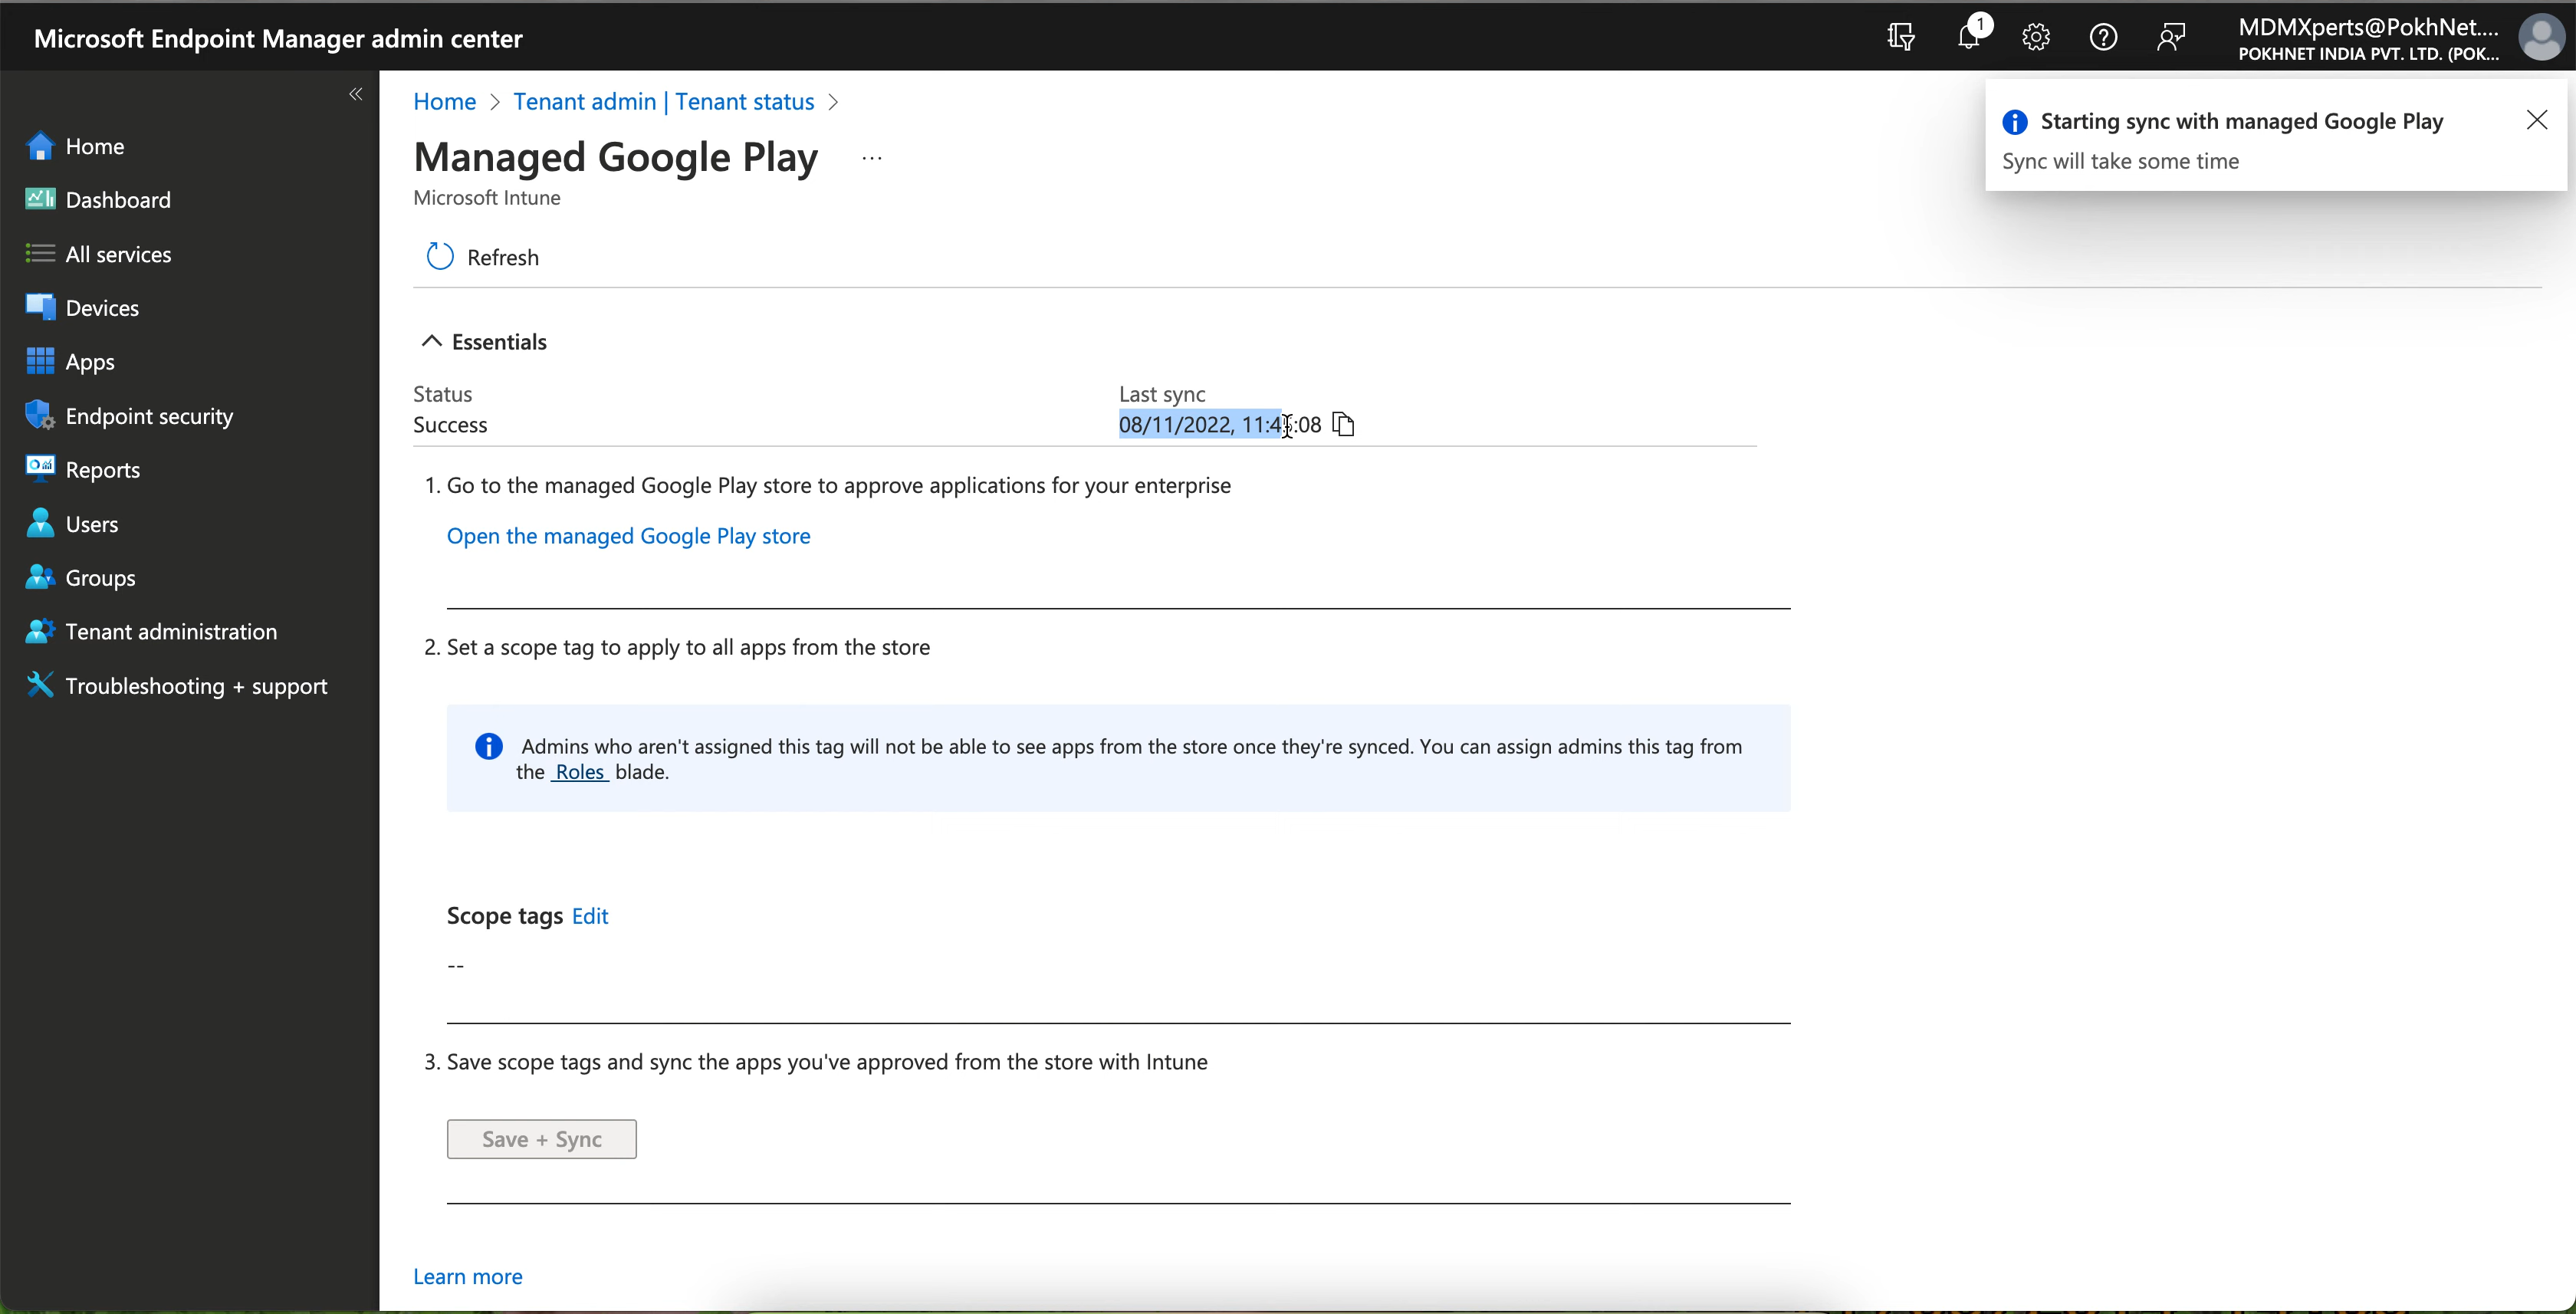 Microsoft Endpoint Manager admin center
1
MDMXperts@PokhNet....
POKHNET INDIA PVT. LTD. (POK...
Home
Dashboard
All services
Devices
Apps
Endpoint security
Reports
Users
Groups
Tenant administration
Troubleshooting + support
Home > Tenant admin | Tenant status >
Managed Google Play ...
Microsoft Intune
Starting sync with managed Google Play
Sync will take some time
Refresh
Essentials
Status
Success
Last sync
08/11/2022,
1. Go to the managed Google Play store to approve applications for your enterprise
Open the managed Google Play store
2. Set a scope tag to apply to all apps from the store
Admins who aren't assigned this tag will not be able to see apps from the store once they're synced. You can assign admins this tag from
the Roles blade.
Scope tags Edit
--
3. Save scope tags and sync the apps you've approved from the store with Intune
Save + Sync
Learn more